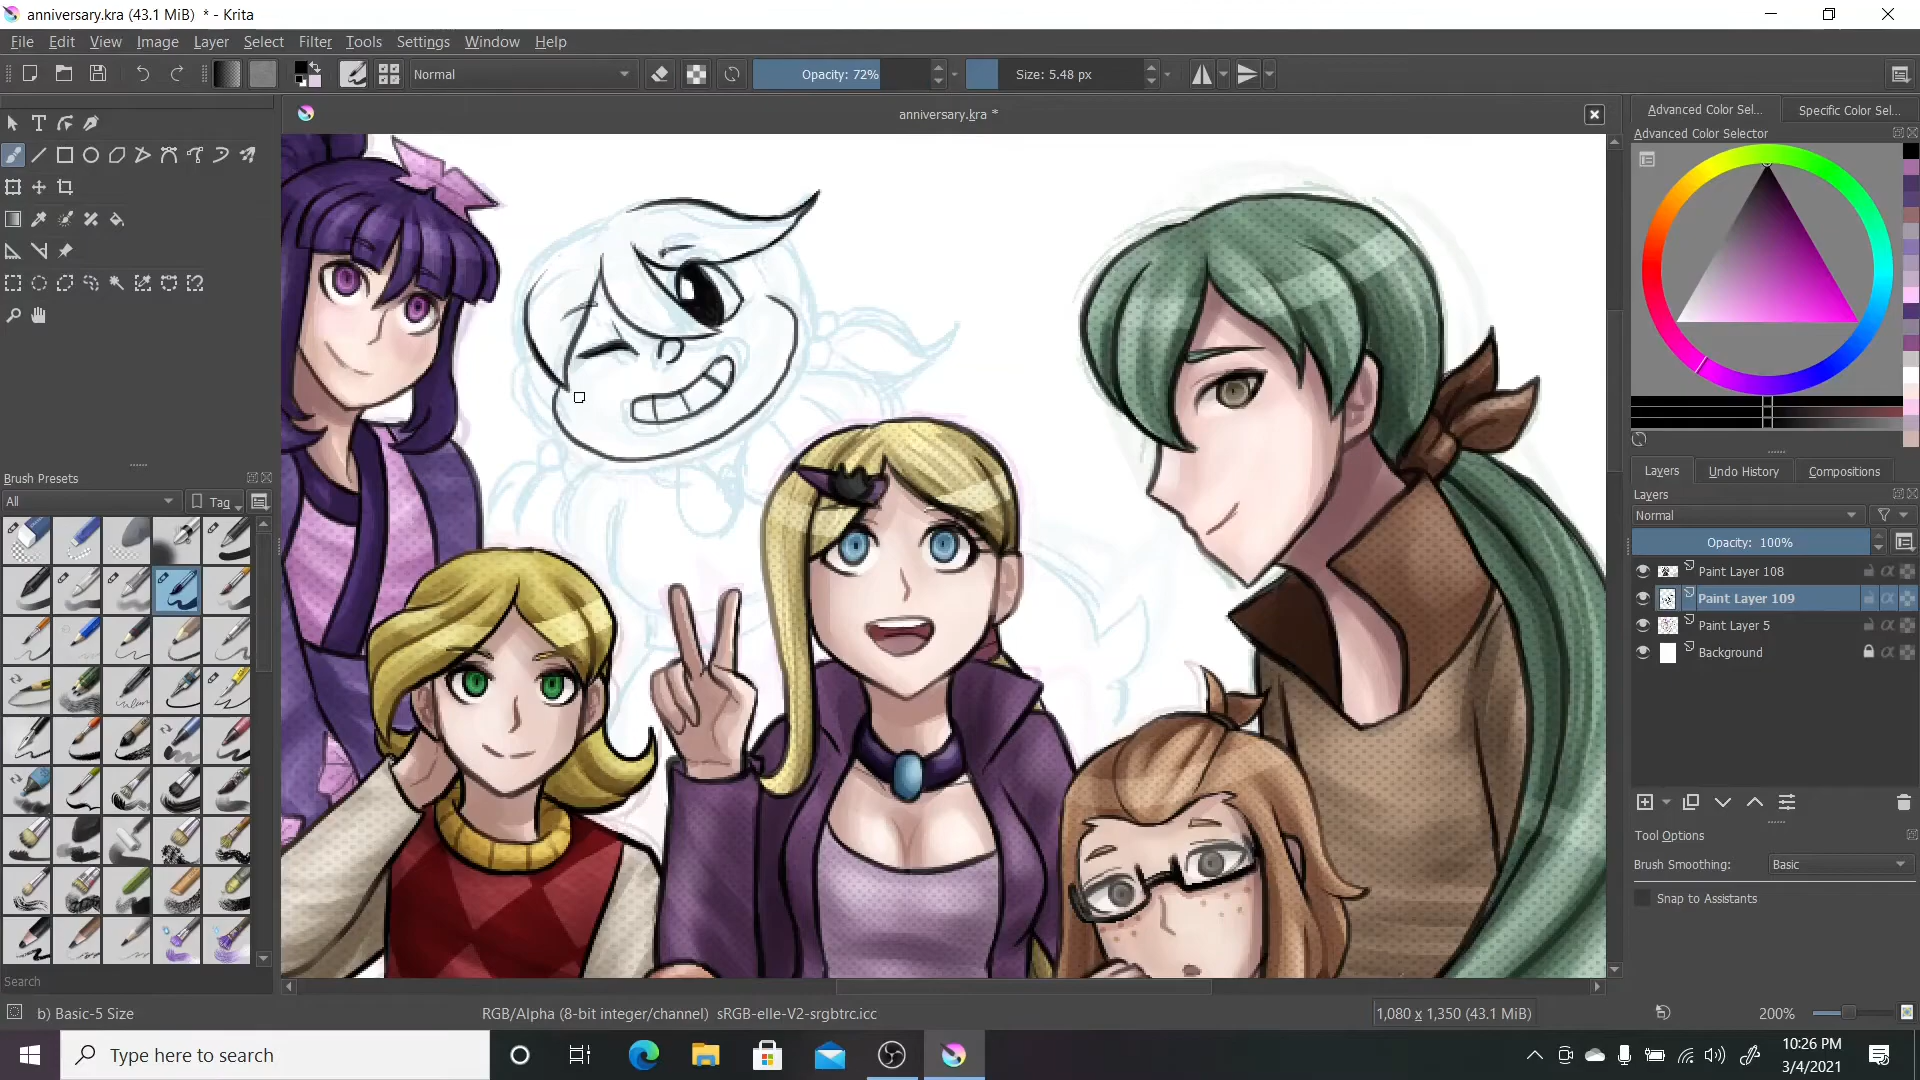 anniversary.kra (43.1 MiB)  * - Krita
File Edit View Image Layer Select Filter Tools Settings Window Help
Normal Opacity: 72% Size: 5.48 px
anniversary.kra *
Advanced Color Sel... Specific Color Sel...
Advanced Color Selector
Brush Presets
All Tag
Layers Undo History Compositions
Layers
Normal
Opacity: 100%
Paint Layer 108
Paint Layer 109
Paint Layer 5
Background
Tool Options
Brush Smoothing: Basic
Snap to Assistants
Search
b) Basic-5 Size RGB/Alpha (8-bit integer/channel)  sRGB-elle-V2-srgbtrc.icc 1,080 x 1,350 (43.1 MiB) 200%
Type here to search
10:26 PM
3/4/2021